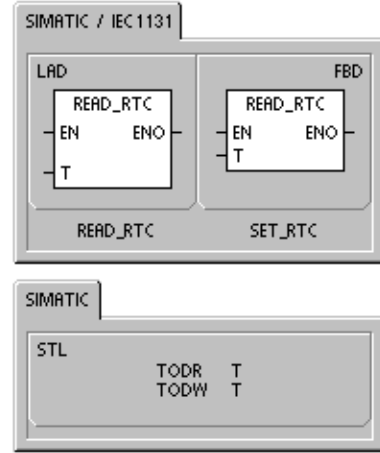 SIMATIC / IEC1131
LAD FBD
READ_RTC READ_RTC
EN ENO EN ENO
T T
READ_RTC SET_RTC
SIMATIC
STL
TODR T
TODW T